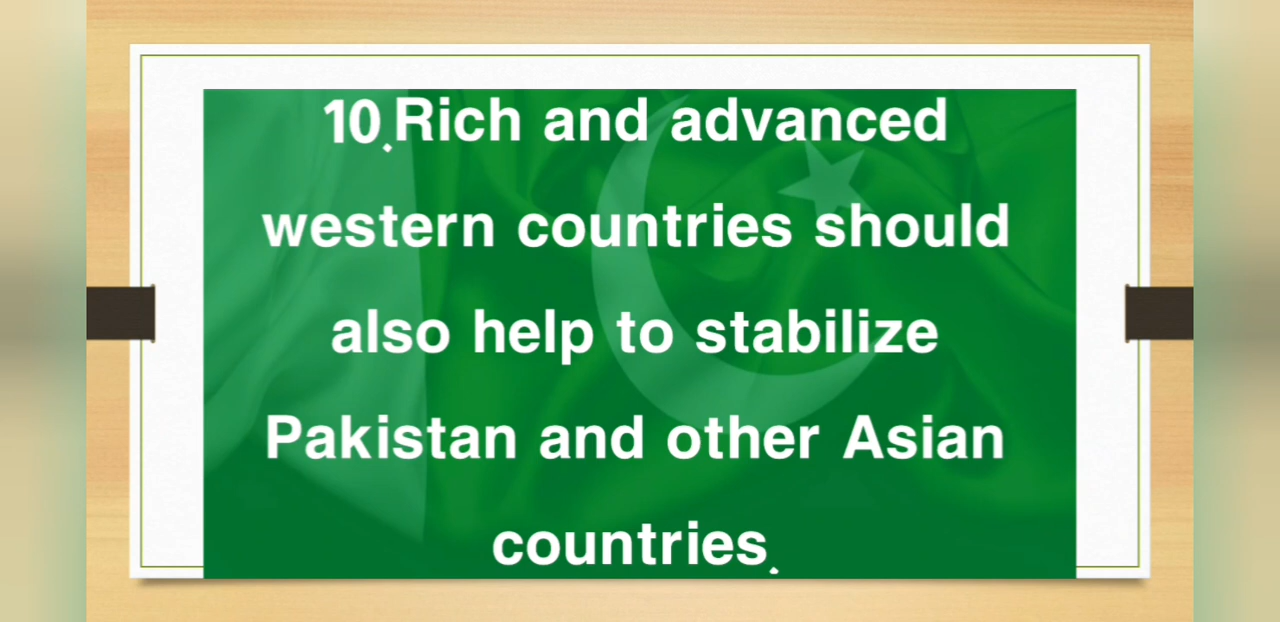 10.Rich and advanced
western countries should
also help to stabilize
Pakistan and other Asian
countries.